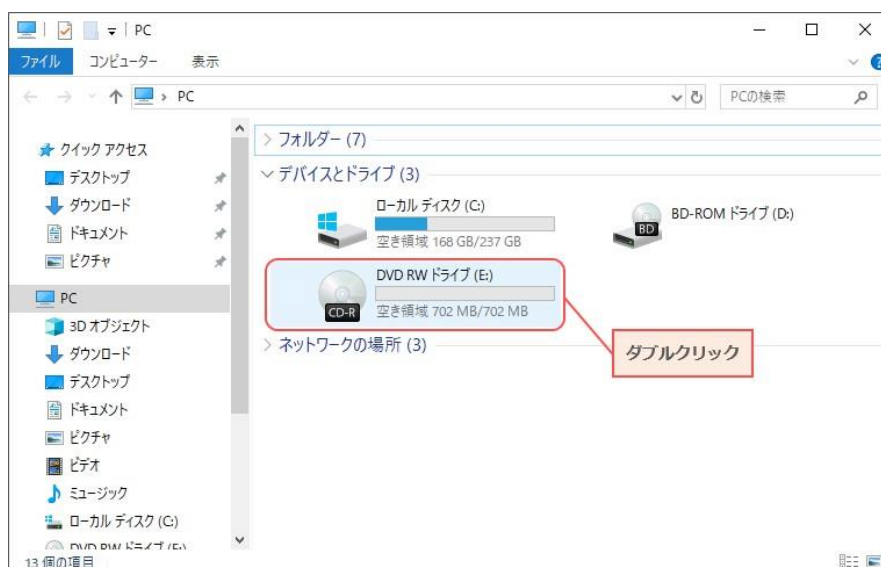 PC
ファイル
コンピューター
表示
PC
PCの検索
クイック アクセス
デスクトップ
ダウンロード
ドキュメント
ピクチャ
PC
3D オブジェクト
ダウンロード
デスクトップ
ドキュメント
ピクチャ
ビデオ
ミュージック
ローカル ディスク (C:)
DVD RW ドライブ (E:)
13 個の項目
フォルダー (7)
デバイスとドライブ (3)
ローカル ディスク (C:)
空き領域 168 GB/237 GB
BD-ROM ドライブ (D:)
BD
DVD RW ドライブ (E:)
CD-R
空き領域 702 MB/702 MB
ネットワークの場所 (3)
ダブルクリック